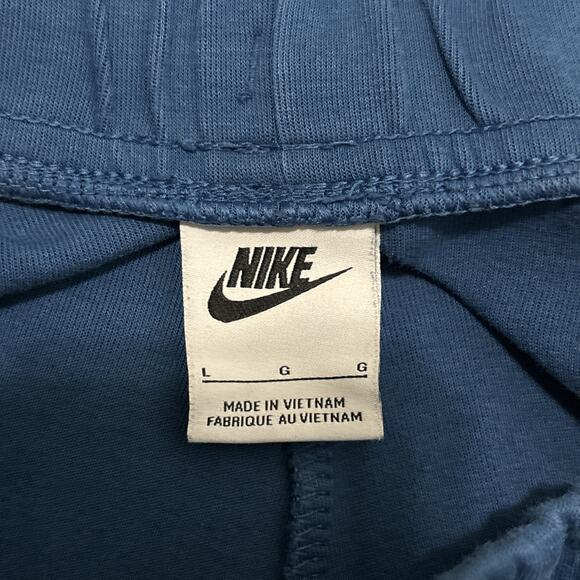 NIKE
L G G
MADE IN VIETNAM
FABRIQUE AU VIETNAM